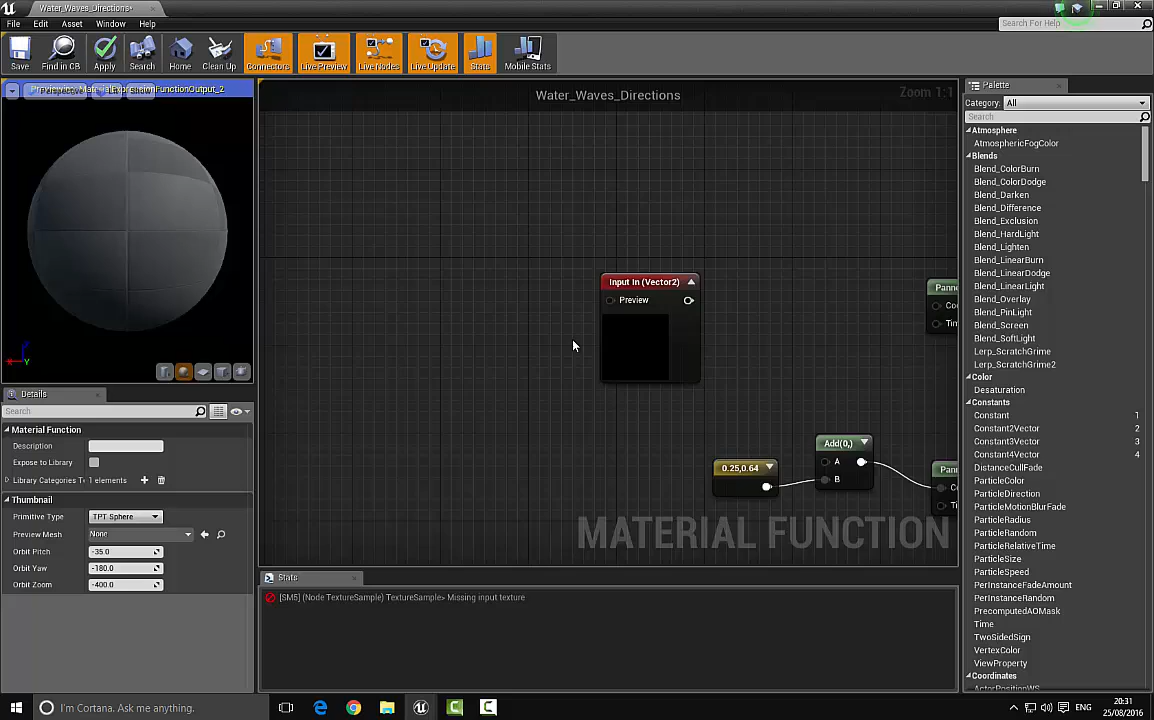 Water_Waves_Directions*
File Edit Asset Window Help
Search For Help
Save Find in CB Apply Search Home Clean Up Connectors Live Preview Live Nodes Live Update Stats Mobile Stats
Previewing: MaterialExpressionFunctionOutput_2
Water_Waves_Directions
Zoom 1:1
Input In (Vector2)
Preview
Add(0,)
A
B
0.25,0.64
MATERIAL FUNCTION
Details
Search
Material Function
Description
Expose to Library
Library Categories T 1 elements
Thumbnail
Primitive Type TPT Sphere
Preview Mesh None
Orbit Pitch -35.0
Orbit Yaw -180.0
Orbit Zoom -400.0
Stats
[SM5] (Node TextureSample) TextureSample> Missing input texture
Palette
Category: All
Search
Atmosphere
AtmosphericFogColor
Blends
Blend_ColorBurn
Blend_ColorDodge
Blend_Darken
Blend_Difference
Blend_Exclusion
Blend_HardLight
Blend_Lighten
Blend_LinearBurn
Blend_LinearDodge
Blend_LinearLight
Blend_Overlay
Blend_PinLight
Blend_Screen
Blend_SoftLight
Lerp_ScratchGrime
Lerp_ScratchGrime2
Color
Desaturation
Constants
Constant 1
Constant2Vector 2
Constant3Vector 3
Constant4Vector 4
DistanceCullFade
ParticleColor
ParticleDirection
ParticleMotionBlurFade
ParticleRadius
ParticleRandom
ParticleRelativeTime
ParticleSize
ParticleSpeed
PerInstanceFadeAmount
PerInstanceRandom
PrecomputedAOMask
Time
TwoSidedSign
VertexColor
ViewProperty
Coordinates
ActorPositionWS
I'm Cortana. Ask me anything.
ENG
20:31
25/08/2016